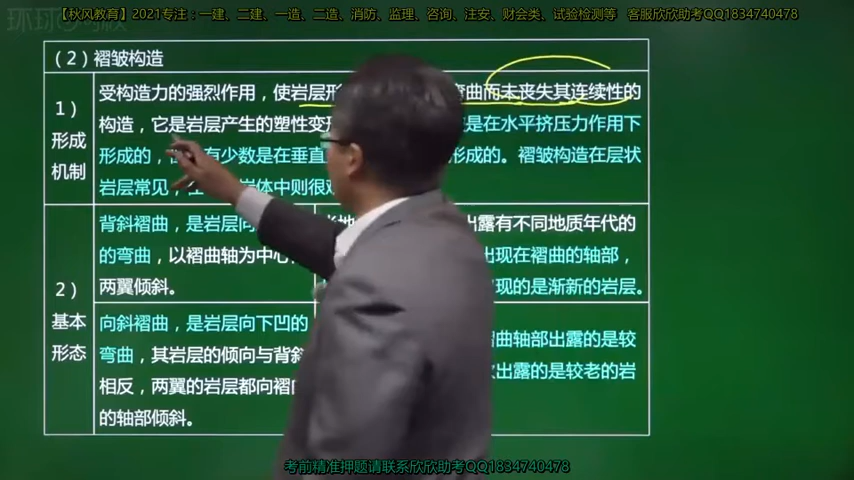 【秋风教育】2021专注:一建、二建、一造、二造、消防、监理、咨询、注安、财会类、试验检测等 客服欣欣助考QQ1834740478
(2)褶皱构造
1)
形成
机制
受构造力的强烈作用,使岩层形 弯曲而未丧失其连续性的
构造,它是岩层产生的塑性变 是在水平挤压力作用下
形成的, 有少数是在垂直 形成的。褶皱构造在层状
岩层常见, 岩体中则很
2)
基本
形态
背斜褶曲,是岩层向
的弯曲,以褶曲轴为中心
两翼倾斜。
出露有不同地质年代的
出现在褶曲的轴部,
现的是渐新的岩层。
向斜褶曲,是岩层向下凹的
弯曲,其岩层的倾向与背斜
相反,两翼的岩层都向褶
的轴部倾斜。
曲轴部出露的是较
出露的是较老的岩
考前精准押题请联系欣欣助考QQ1834740478